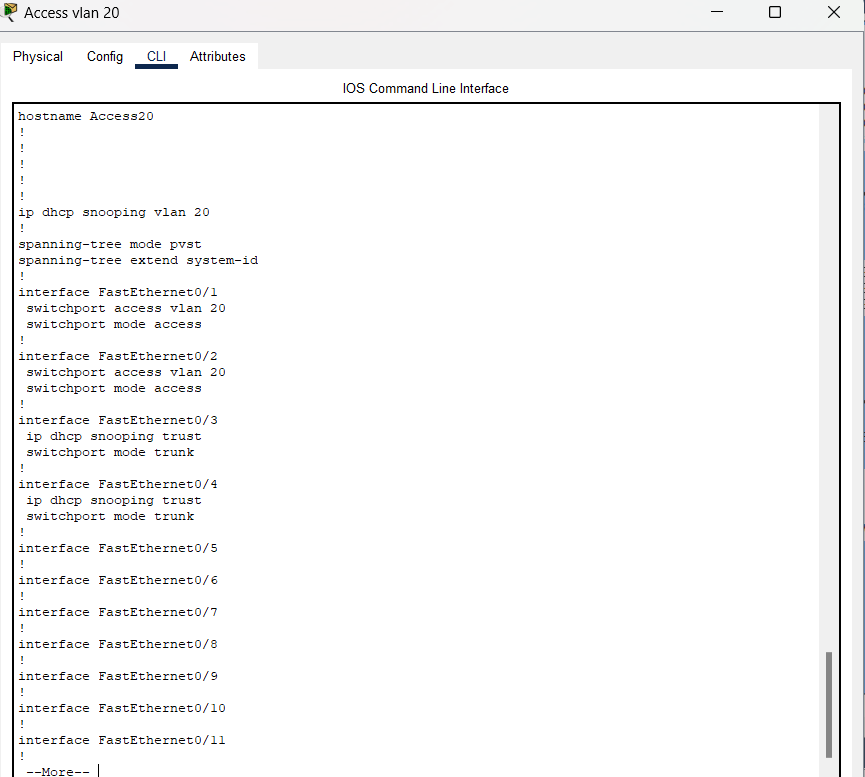 Access vlan 20
Physical Config CLI Attributes
IOS Command Line Interface
hostname Access20
!
!
!
!
!
ip dhcp snooping vlan 20
!
spanning-tree mode pvst
spanning-tree extend system-id
!
interface FastEthernet0/1
 switchport access vlan 20
 switchport mode access
!
interface FastEthernet0/2
 switchport access vlan 20
 switchport mode access
!
interface FastEthernet0/3
 ip dhcp snooping trust
 switchport mode trunk
!
interface FastEthernet0/4
 ip dhcp snooping trust
 switchport mode trunk
!
interface FastEthernet0/5
!
interface FastEthernet0/6
!
interface FastEthernet0/7
!
interface FastEthernet0/8
!
interface FastEthernet0/9
!
interface FastEthernet0/10
!
interface FastEthernet0/11
!
 --More--